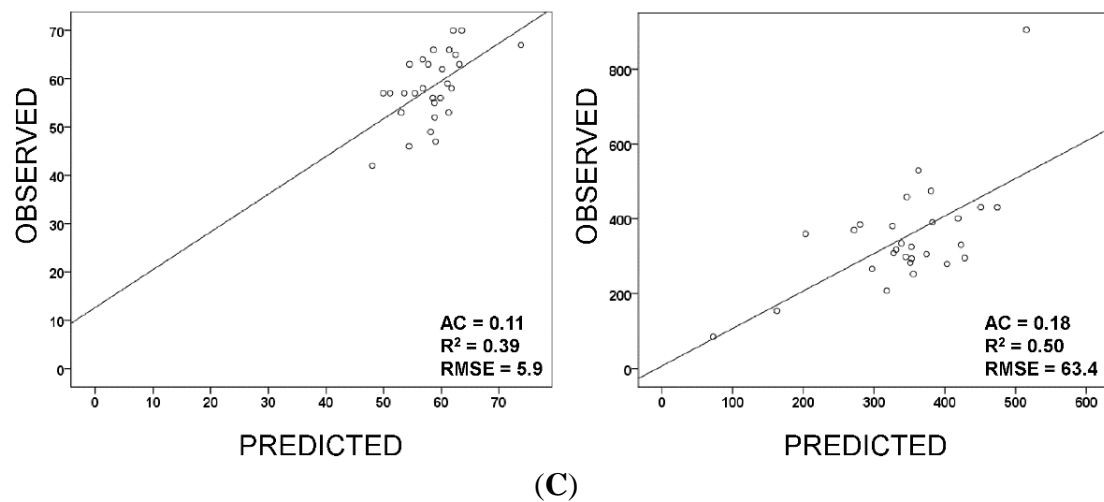 70
60
50
40
30
20
10
0
OBSERVED
AC = 0.11
R² = 0.39
RMSE = 5.9
0 10 20 30 40 50 60 70
PREDICTED
800
600
400
200
0
OBSERVED
AC = 0.18
R² = 0.50
RMSE = 63.4
0 100 200 300 400 500 600
PREDICTED
(C)